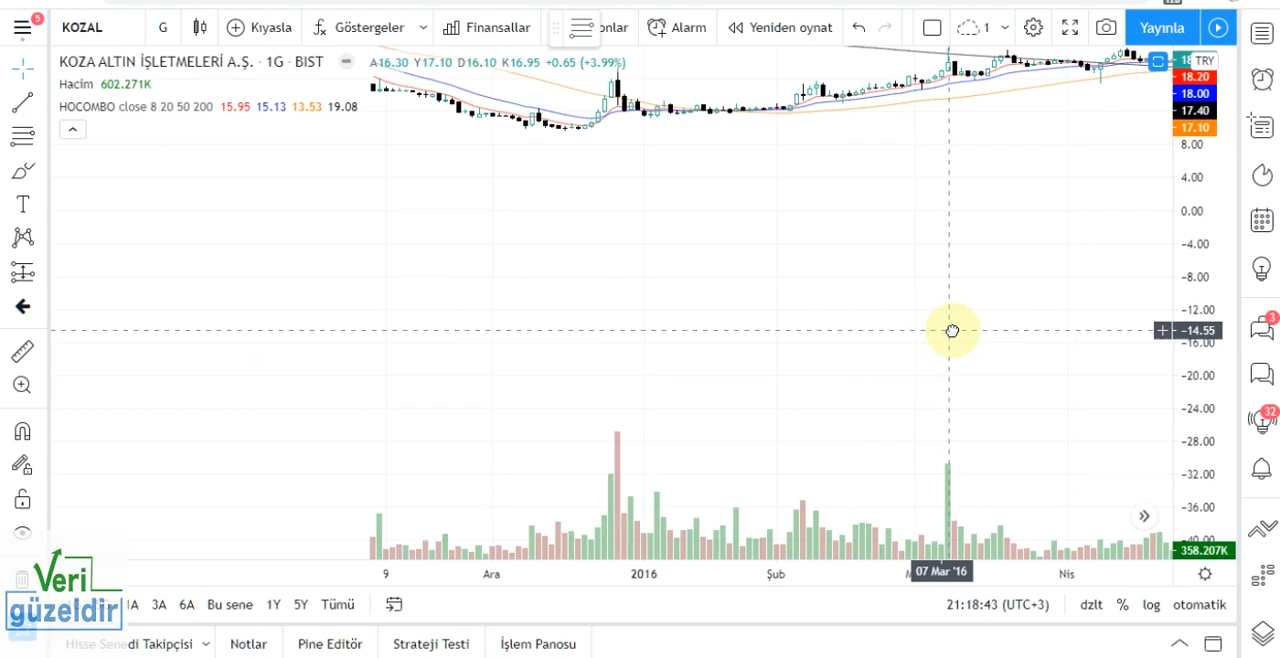 5
KOZAL G Kıyasla Göstergeler Finansallar onlar Alarm Yeniden oynat 1 Yayınla
KOZA ALTIN İŞLETMELERİ A.Ş. · 1G · BIST A16.30 Y17.10 D16.10 K16.95 +0.65 (+3.99%)
TRY
Hacim 602.271K
HOCOMBO close 8 20 50 200 15.95 15.13 13.53 19.08
18.20
18.00
17.40
17.10
8.00
4.00
0.00
−4.00
−8.00
−12.00
−14.55
−16.00
−20.00
−24.00
−28.00
−32.00
−36.00
358.207K
3
32
9 Ara 2016 Şub 07 Mar '16 Nis
3A 6A Bu sene 1Y 5Y Tümü 21:18:43 (UTC+3) dzlt % log otomatik
Hisse Senedi Takipçisi Notlar Pine Editör Strateji Testi İşlem Panosu
Veri
güzeldir